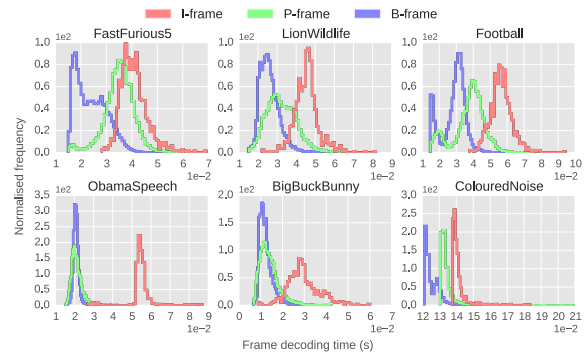 I-frame P-frame B-frame
FastFurious5 LionWildlife Football
1.0 1e2 1.0 1e2 1.0 1e2
0.8 0.8 0.8
0.6 0.6 0.6
0.4 0.4 0.4
0.2 0.2 0.2
0.0 0.0 0.0
1 2 3 4 5 6 7 1 2 3 4 5 6 7 8 9 1 2 3 4 5 6 7 8 9 10
1e−2 1e−2 1e−2
ObamaSpeech BigBuckBunny ColouredNoise
3.5 1e2 2.0 1e2 3.0 1e2
3.0 2.5
2.5 1.5 2.0
2.0 1.0 1.5
1.5 1.0
1.0 0.5 0.5
0.5
0.0 0.0 0.0
1 2 3 4 5 6 7 8 9 0 1 2 3 4 5 6 7 12 13 14 15 16 17 18 19 20 21
1e−2 1e−2 1e−2
Normalised frequency
Frame decoding time (s)